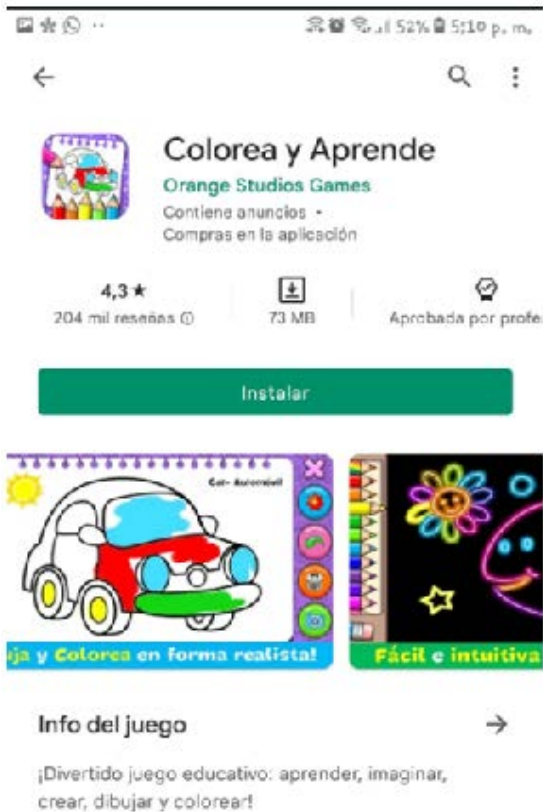 52% 5:10 p. m.
Colorea y Aprende
Orange Studios Games
Contiene anuncios •
Compras en la aplicación
4,3 ★
204 mil reseñas
73 MB
Aprobada por profe
Instalar
Car- Automóvil
uja y Colorea en forma realista!
Fácil e intuitiva
Info del juego
¡Divertido juego educativo: aprender, imaginar,
crear, dibujar y colorear!